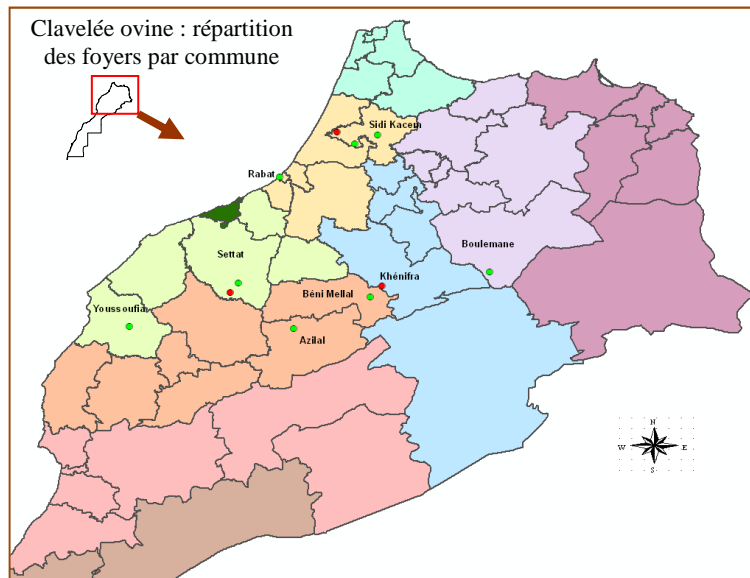 Clavelée ovine : répartition
des foyers par commune
Sidi Kacem
Rabat
Boulemane
Settat
Khénifra
Béni Mellal
Youssoufia
Azilal
N
W E
S